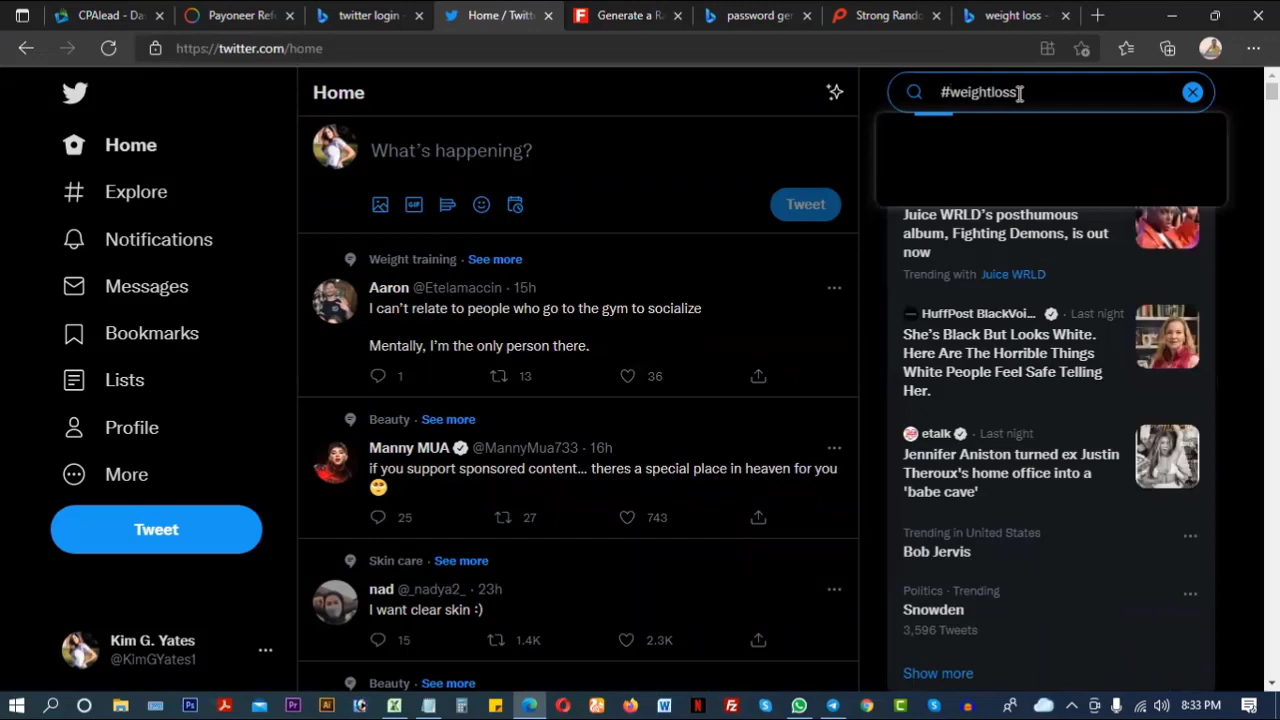 CPAlead - Das
Payoneer Refe
twitter login -
Home / Twitte
Generate a Ra
password gen
Strong Rando
weight loss -
https://twitter.com/home
Home
Explore
Notifications
Messages
Bookmarks
Lists
Profile
More
Tweet
Kim G. Yates
@KimGYates1
Home
What's happening?
GIF
Tweet
Weight training · See more
Aaron @Etelamaccin · 15h
I can't relate to people who go to the gym to socialize
Mentally, I'm the only person there.
1 13 36
Beauty · See more
Manny MUA @MannyMua733 · 16h
if you support sponsored content... theres a special place in heaven for you
25 27 743
Skin care · See more
nad @_nadya2_ · 23h
I want clear skin :)
15 1.4K 2.3K
Beauty · See more
#weightloss
Juice WRLD's posthumous
album, Fighting Demons, is out
now
Trending with Juice WRLD
HuffPost BlackVoi... · Last night
She's Black But Looks White.
Here Are The Horrible Things
White People Feel Safe Telling
Her.
etalk · Last night
Jennifer Aniston turned ex Justin
Theroux's home office into a
'babe cave'
Trending in United States
Bob Jervis
Politics · Trending
Snowden
3,596 Tweets
Show more
8:33 PM